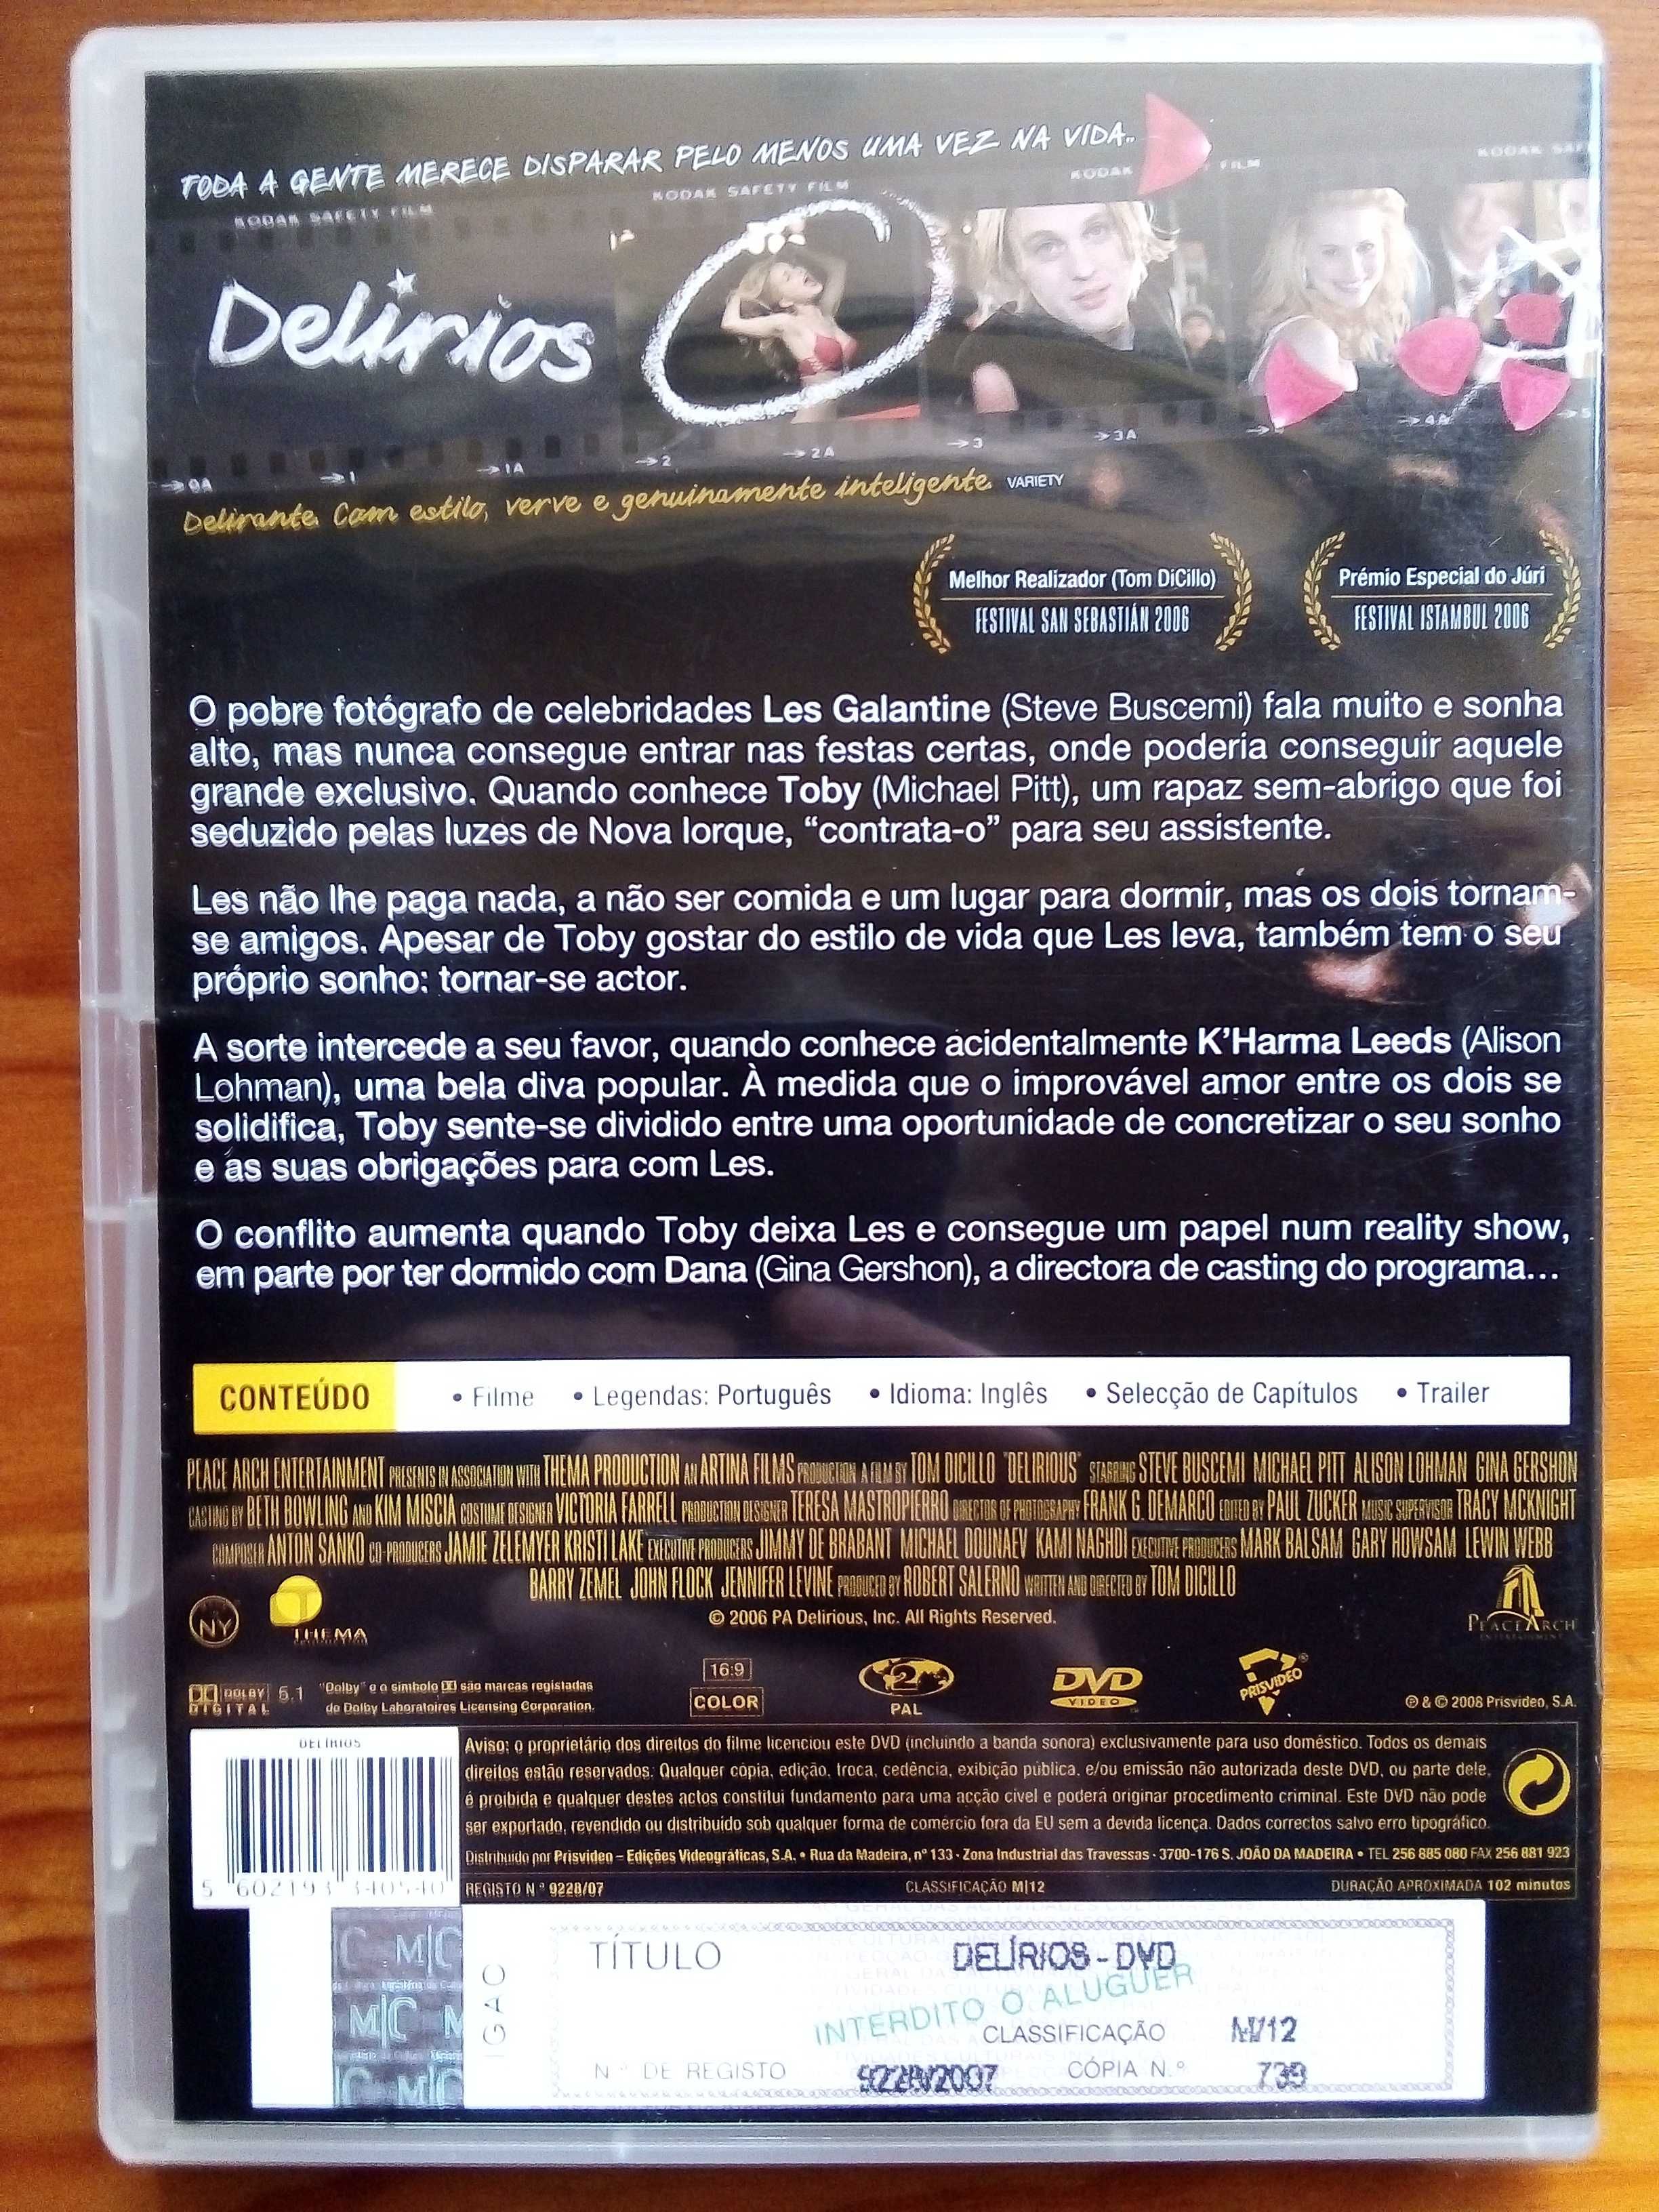 TODA A GENTE MERECE DISPARAR PELO MENOS UMA VEZ NA VIDA..
KODAK SAFETY FILM
KODAK SAFETY FILM
KODAK
FILM
Delírios
→ 0A → 1 → 1A → 2 → 2A → 3 → 3A → 4A → 5
Delirante. Com estilo, verve e genuinamente inteligente. VARIETY
Melhor Realizador (Tom DiCillo)
FESTIVAL SAN SEBASTIÁN 2006
Prémio Especial do Júri
FESTIVAL ISTAMBUL 2006
O pobre fotógrafo de celebridades Les Galantine (Steve Buscemi) fala muito e sonha
alto, mas nunca consegue entrar nas festas certas, onde poderia conseguir aquele
grande exclusivo. Quando conhece Toby (Michael Pitt), um rapaz sem-abrigo que foi
seduzido pelas luzes de Nova Iorque, “contrata-o” para seu assistente.
Les não lhe paga nada, a não ser comida e um lugar para dormir, mas os dois tornam-
se amigos. Apesar de Toby gostar do estilo de vida que Les leva, também tem o seu
próprio sonho: tornar-se actor.
A sorte intercede a seu favor, quando conhece acidentalmente K’Harma Leeds (Alison
Lohman), uma bela diva popular. À medida que o improvável amor entre os dois se
solidifica, Toby sente-se dividido entre uma oportunidade de concretizar o seu sonho
e as suas obrigações para com Les.
O conflito aumenta quando Toby deixa Les e consegue um papel num reality show,
em parte por ter dormido com Dana (Gina Gershon), a directora de casting do programa...
CONTEÚDO • Filme • Legendas: Português • Idioma: Inglês • Selecção de Capítulos • Trailer
PEACE ARCH ENTERTAINMENT PRESENTS IN ASSOCIATION WITH THEMA PRODUCTION AN ARTINA FILMS PRODUCTION A FILM BY TOM DICILLO "DELIRIOUS" STARRING STEVE BUSCEMI MICHAEL PITT ALISON LOHMAN GINA GERSHON
CASTING BY BETH BOWLING AND KIM MISCIA COSTUME DESIGNER VICTORIA FARRELL PRODUCTION DESIGNER TERESA MASTROPIERRO DIRECTOR OF PHOTOGRAPHY FRANK G. DEMARCO EDITED BY PAUL ZUCKER MUSIC SUPERVISOR TRACY MCKNIGHT
COMPOSER ANTON SANKO CO-PRODUCERS JAMIE ZELEMYER KRISTI LAKE EXECUTIVE PRODUCERS JIMMY DE BRABANT MICHAEL DOUNAEV KAMI NAGHDI EXECUTIVE PRODUCERS MARK BALSAM GARY HOWSAM LEWIN WEBB
BARRY ZEMEL JOHN FLOCK JENNIFER LEVINE PRODUCED BY ROBERT SALERNO WRITTEN AND DIRECTED BY TOM DICILLO
© 2006 PA Delirious, Inc. All Rights Reserved.
NY
THEMA
PEACE ARCH
DOLBY DIGITAL 5.1
"Dolby" e o símbolo DD são marcas registadas
de Dolby Laboratoires Licensing Corporation.
16:9
COLOR
2
PAL
DVD
VIDEO
PRISVIDEO
℗ & © 2008 Prisvideo, S.A.
DELÍRIOS
5 602193 340540
Aviso: o proprietário dos direitos do filme licenciou este DVD (incluindo a banda sonora) exclusivamente para uso doméstico. Todos os demais
direitos estão reservados. Qualquer cópia, edição, troca, cedência, exibição pública, e/ou emissão não autorizada deste DVD, ou parte dele,
é proibida e qualquer destes actos constitui fundamento para uma acção cível e poderá originar procedimento criminal. Este DVD não pode
ser exportado, revendido ou distribuído sob qualquer forma de comércio fora da EU sem a devida licença. Dados correctos salvo erro tipográfico.
Distribuído por Prisvideo – Edições Videográficas, S.A. • Rua da Madeira, nº 133 - Zona Industrial das Travessas - 3700-176 S. JOÃO DA MADEIRA • TEL 256 885 080 FAX 256 881 923
REGISTO N.º 9228/07 CLASSIFICAÇÃO M|12 DURAÇÃO APROXIMADA 102 minutos
IGAC
M|C
TÍTULO DELÍRIOS - DVD
INTERDITO O ALUGUER
CLASSIFICAÇÃO M/12
N.º DE REGISTO CÓPIA N.º 739